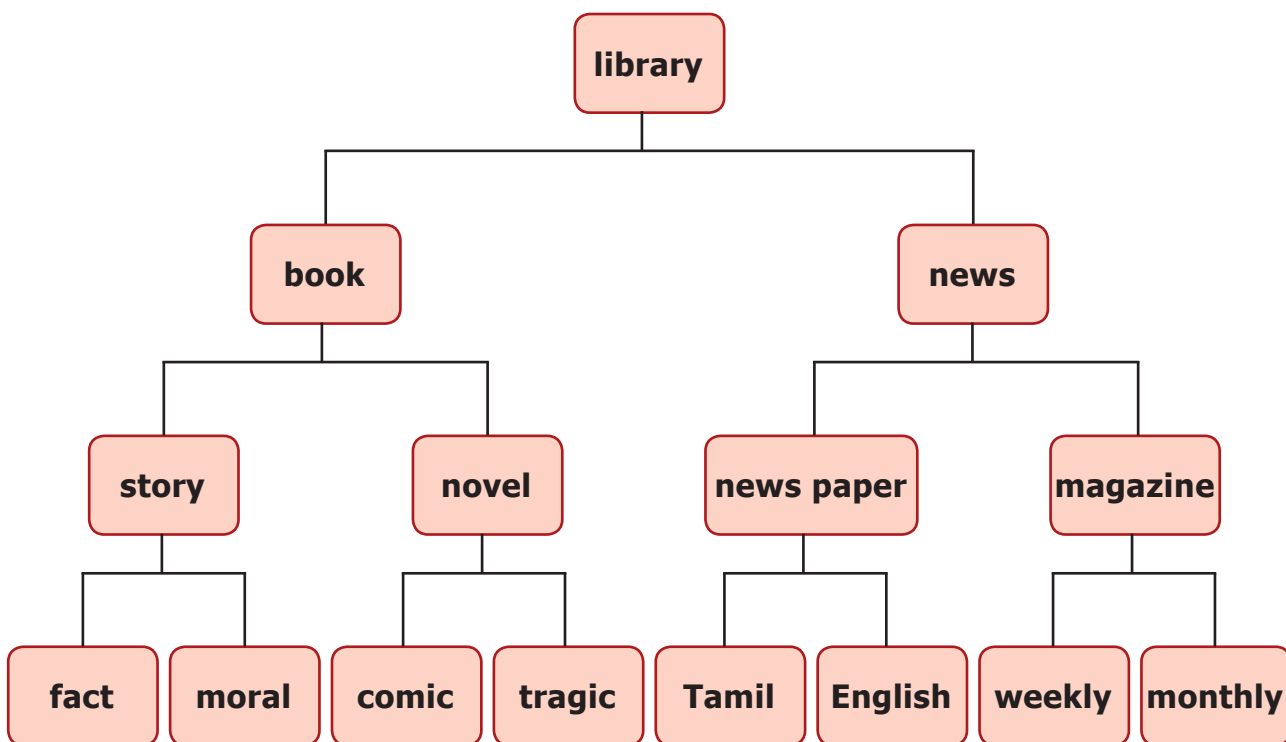 library
book
news
story
novel
news paper
magazine
fact
moral
comic
tragic
Tamil
English
weekly
monthly